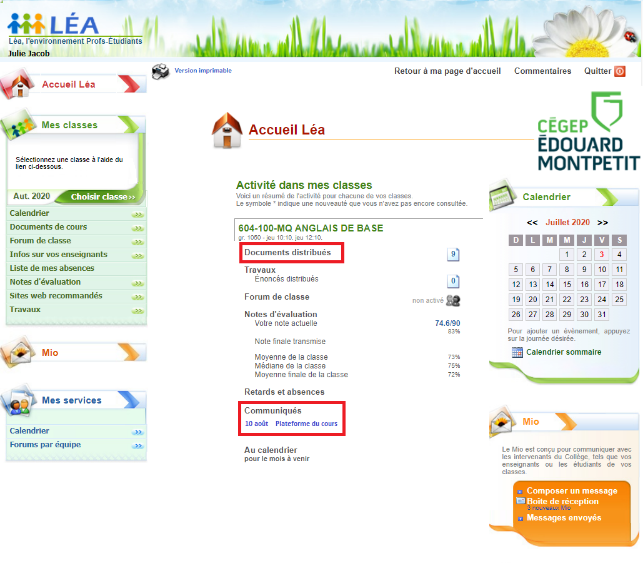 LÉA
Léa, l'environnement Profs-Étudiants
Julie Jacob
Accueil Léa
Version imprimable
Retour à ma page d'accueil Commentaires Quitter
Mes classes
Sélectionnez une classe à l'aide du
lien ci-dessous.
Aut. 2020 Choisir classe>>
Calendrier
Documents de cours
Forum de classe
Infos sur vos enseignants
Liste de mes absences
Notes d'évaluation
Sites web recommandés
Travaux
Mio
Mes services
Calendrier
Forums par équipe
Accueil Léa
Activité dans mes classes
Voici un résumé de l'activité pour chacune de vos classes
Le symbole * indique une nouveauté que vous n'avez pas encore consultée.
604-100-MQ ANGLAIS DE BASE
gr. 1060 - jeu 10:10, jeu 12:10.
Documents distribués 9
Travaux
Énoncés distribués 0
Forum de classe non activé
Notes d'évaluation
Votre note actuelle 74.6/90
83%
Note finale transmise
Moyenne de la classe 73%
Médiane de la classe 75%
Moyenne finale de la classe 72%
Retards et absences
Communiqués
10 août Plateforme du cours
Au calendrier
pour le mois à venir
CÉGEP
ÉDOUARD
MONTPETIT
Calendrier
<< Juillet 2020 >>
D L M M J V S
1 2 3 4
5 6 7 8 9 10 11
12 13 14 15 16 17 18
19 20 21 22 23 24 25
26 27 28 29 30 31
Pour ajouter un évènement, appuyez
sur la journée désirée.
Calendrier sommaire
Mio
Le Mio est conçu pour communiquer avec
les intervenants du Collège, tels que vos
enseignants ou les étudiants de vos
classes.
Composer un message
Boîte de réception
3 nouveaux Mio
Messages envoyés